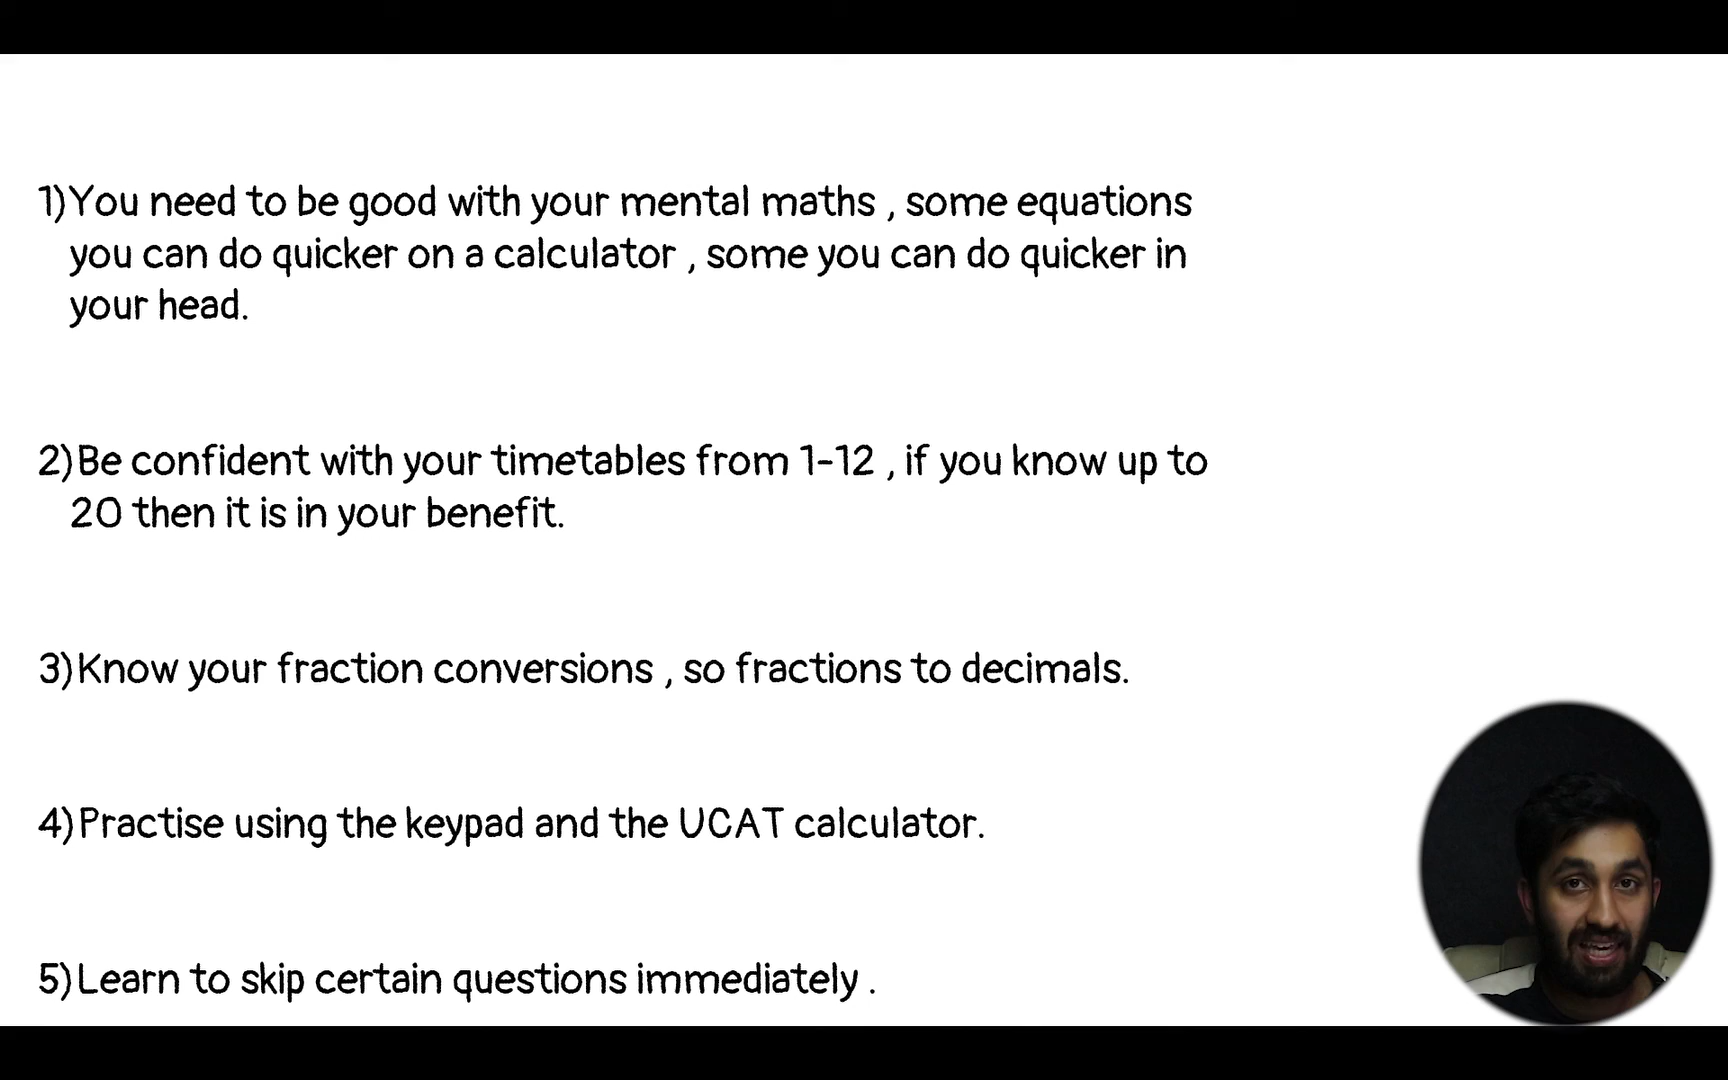 1)You need to be good with your mental maths , some equations
you can do quicker on a calculator , some you can do quicker in
your head.
2)Be confident with your timetables from 1-12 , if you know up to
20 then it is in your benefit.
3)Know your fraction conversions , so fractions to decimals.
4)Practise using the keypad and the UCAT calculator.
5)Learn to skip certain questions immediately .